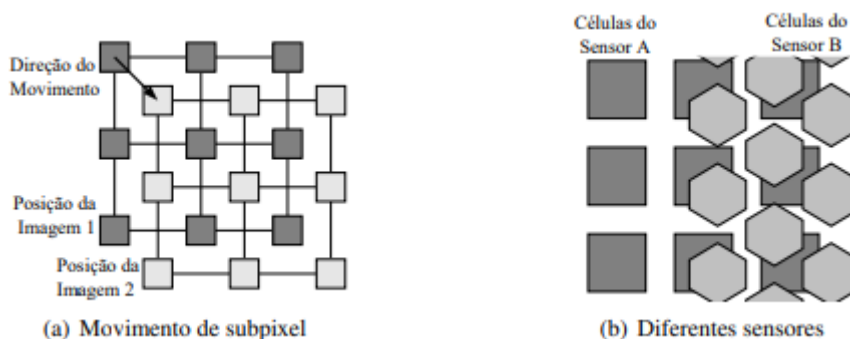 Direção do
Movimento
Posição da
Imagem 1
Posição da
Imagem 2
(a) Movimento de subpixel
Células do
Sensor A
Células do
Sensor B
(b) Diferentes sensores